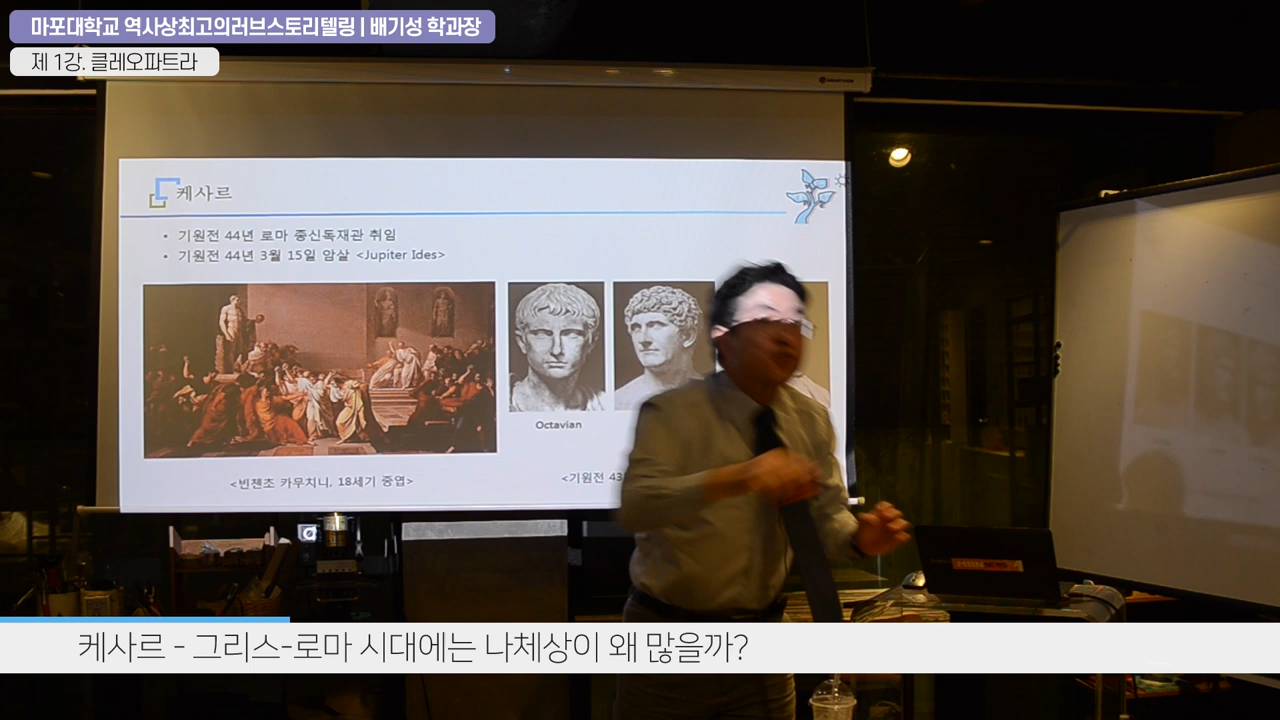 마포대학교 역사상최고의러브스토리텔링 | 배기성 학과장
제 1강. 클레오파트라
케사르
• 기원전 44년 로마 종신독재관 취임
• 기원전 44년 3월 15일 암살 <Jupiter Ides>
Octavian
<빈첸초 카무치니, 18세기 중엽>
<기원전 43
케사르 - 그리스-로마 시대에는 나체상이 왜 많을까?